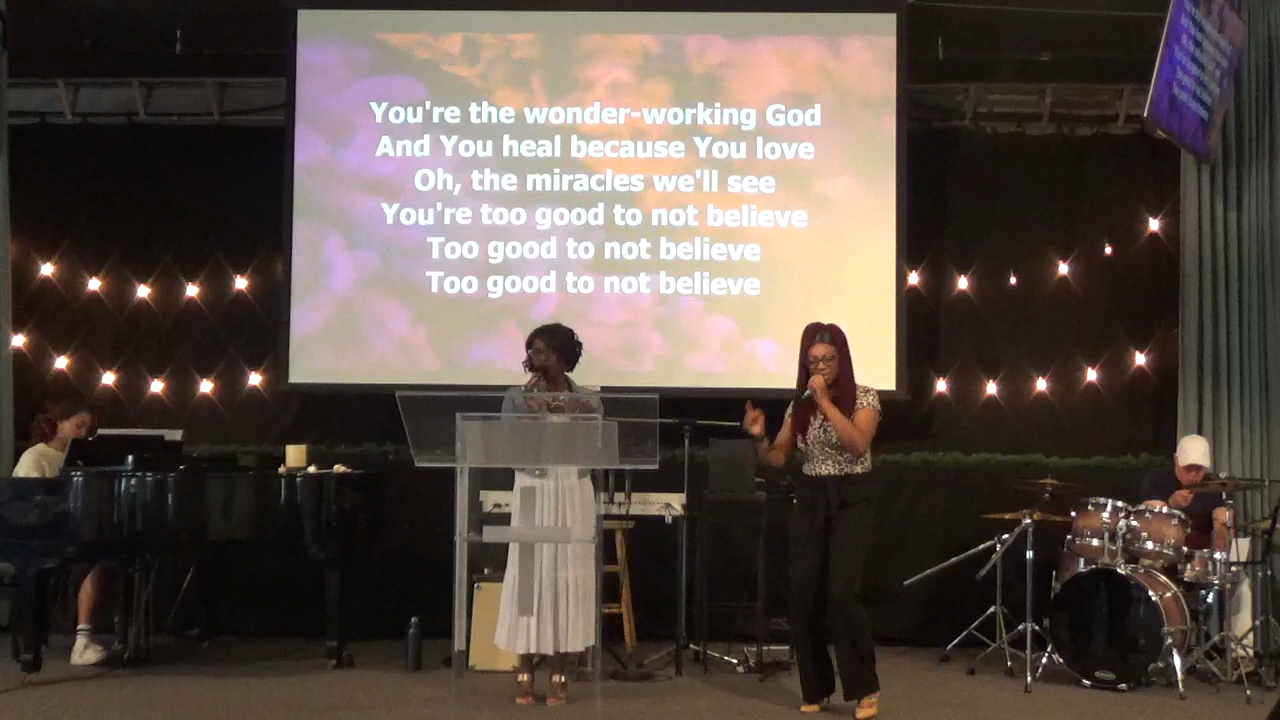 You're the wonder-working God
And You heal because You love
Oh, the miracles we'll see
You're too good to not believe
Too good to not believe
Too good to not believe